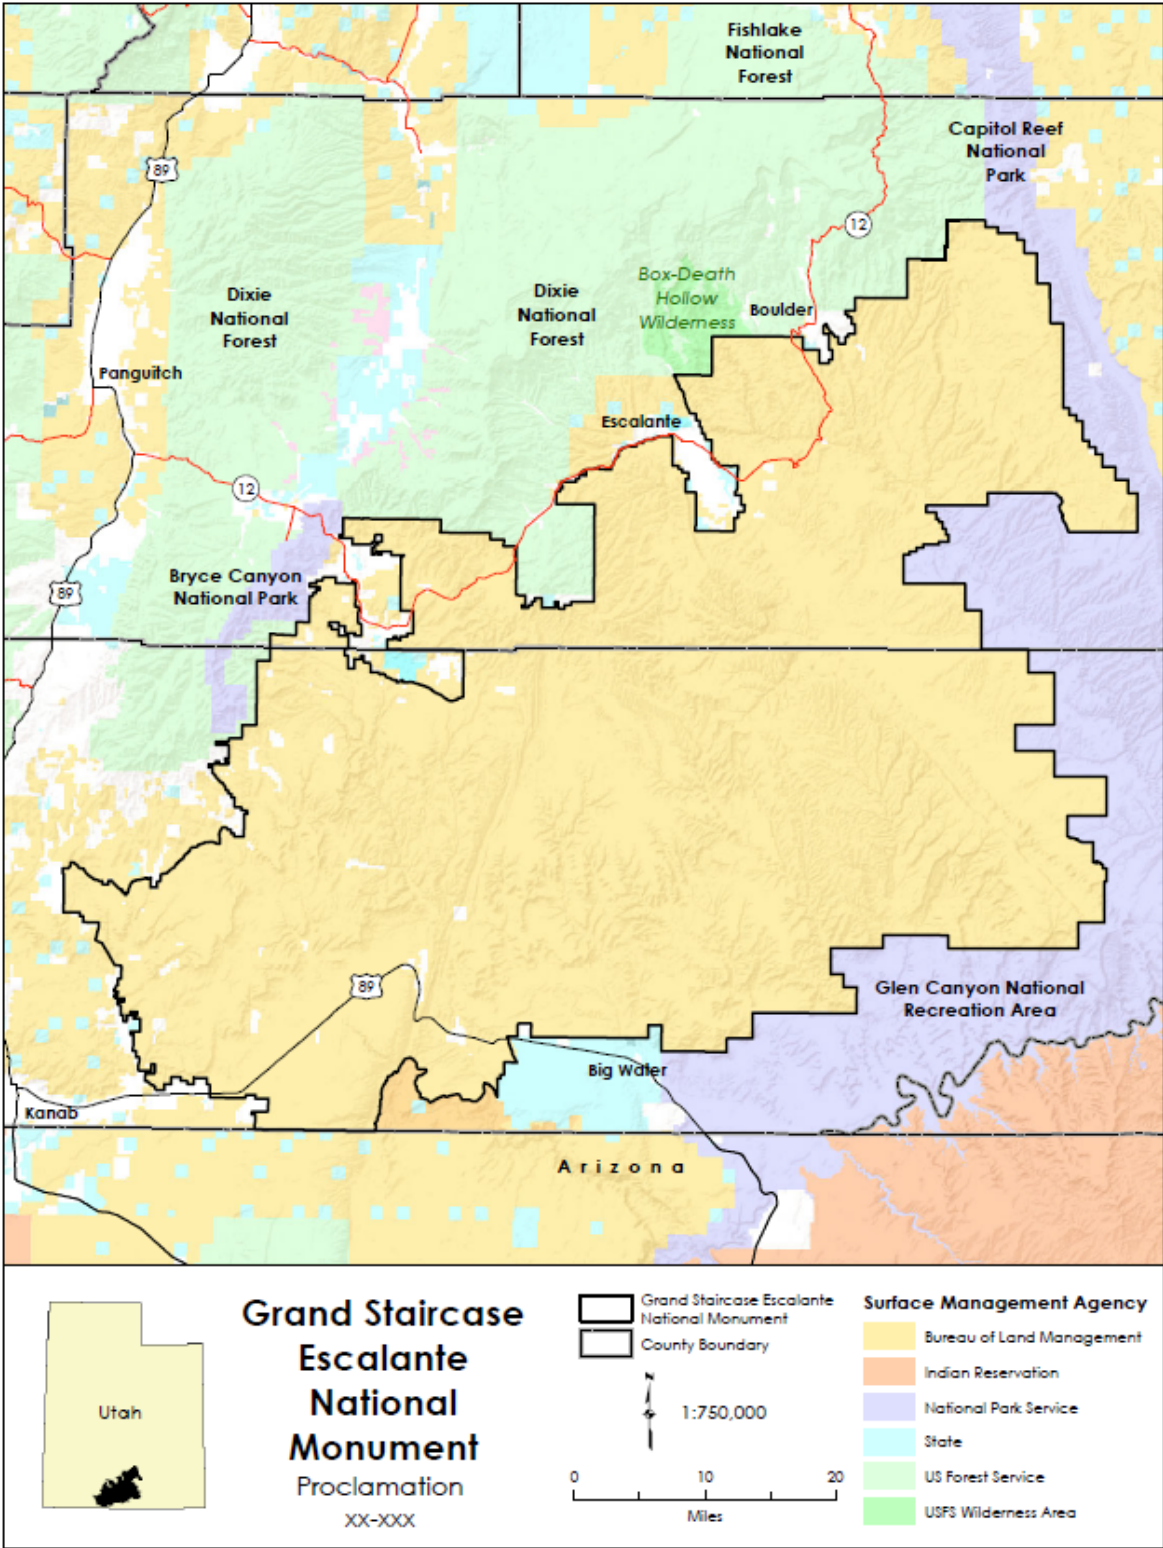 Fishlake
National
Forest
Capitol Reef
National
Park
89
12
Box-Death
Hollow
Wilderness
Dixie
National
Forest
Dixie
National
Forest
Boulder
Panguitch
Escalante
12
Bryce Canyon
National Park
89
89
Glen Canyon National
Recreation Area
Big Water
Kanab
Arizona
Utah
Grand Staircase
Escalante
National
Monument
Proclamation
XX-XXX
Grand Staircase Escalante
National Monument
County Boundary
N
1:750,000
0 10 20
Miles
Surface Management Agency
Bureau of Land Management
Indian Reservation
National Park Service
State
US Forest Service
USFS Wilderness Area